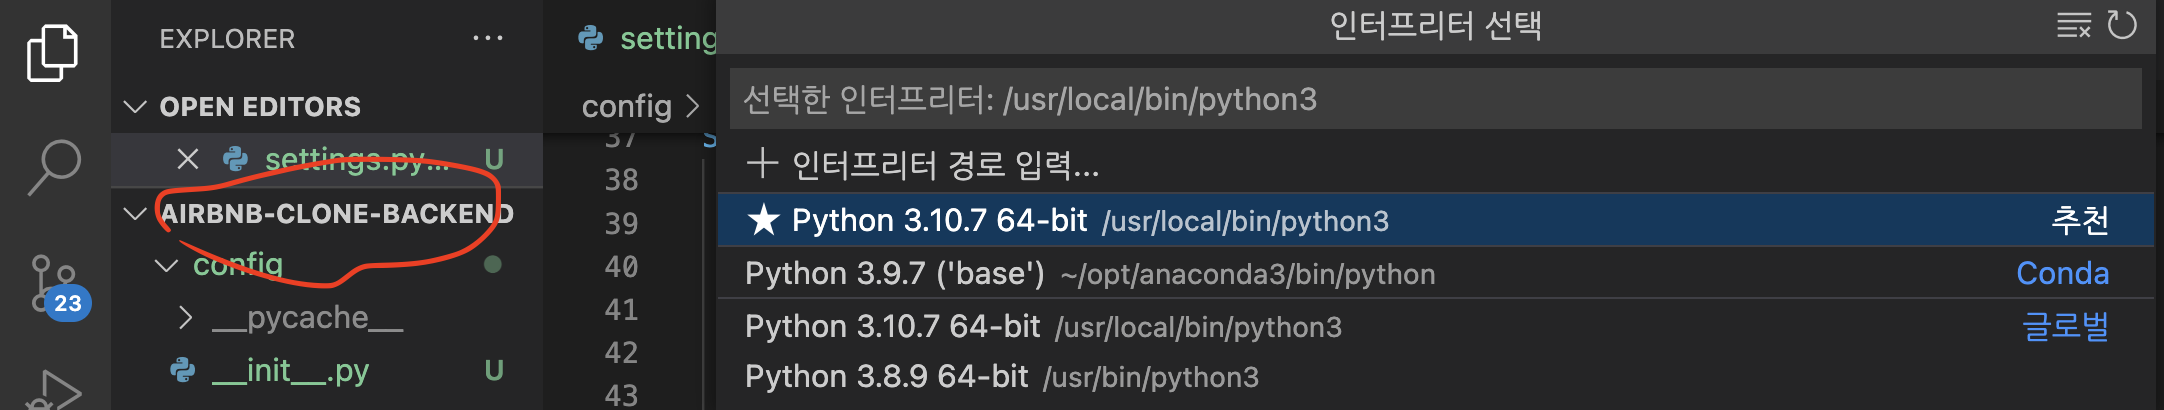 EXPLORER ...
OPEN EDITORS
settings.py... U
AIRBNB-CLONE-BACKEND
config
__pycache__
__init__.py U
23
setting
config
37 S
38
39
40
41
42
43
인터프리터 선택
선택한 인터프리터: /usr/local/bin/python3
+ 인터프리터 경로 입력...
★ Python 3.10.7 64-bit /usr/local/bin/python3 추천
Python 3.9.7 ('base') ~/opt/anaconda3/bin/python Conda
Python 3.10.7 64-bit /usr/local/bin/python3 글로벌
Python 3.8.9 64-bit /usr/bin/python3